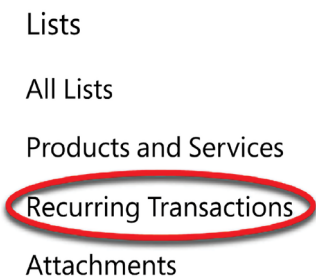 Lists
All Lists
Products and Services
Recurring Transactions
Attachments